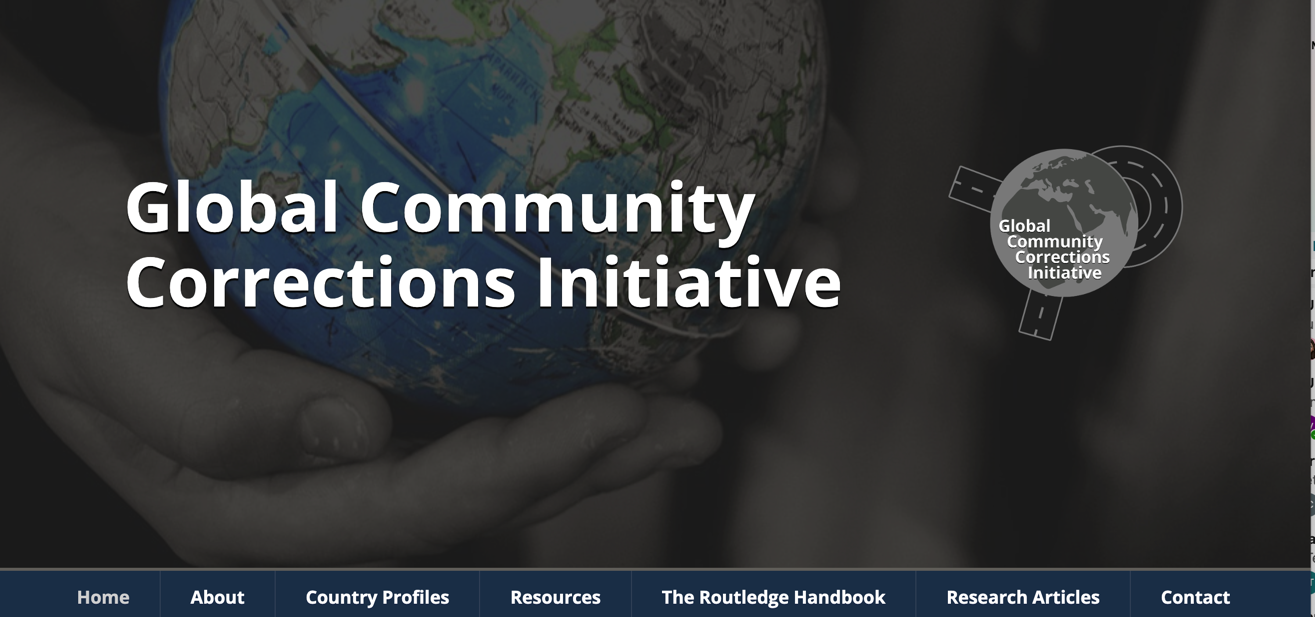 Global Community
Corrections Initiative
Global
Community
Corrections
Initiative
Home
About
Country Profiles
Resources
The Routledge Handbook
Research Articles
Contact